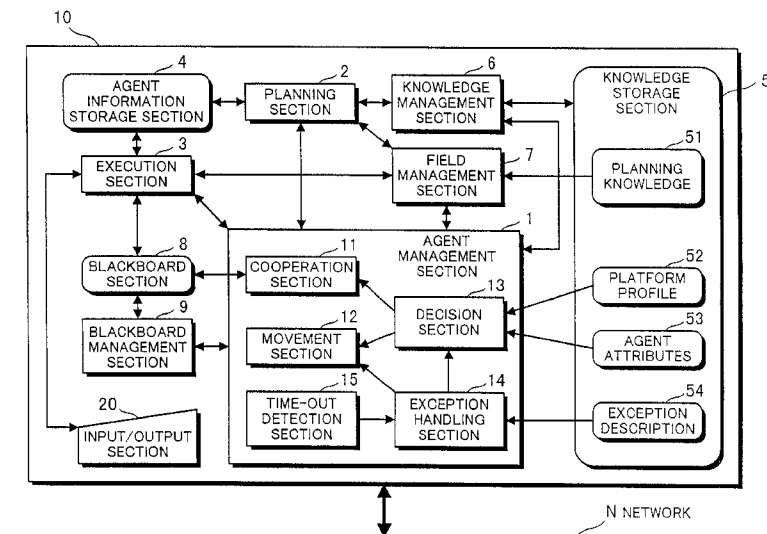 10
4
AGENT
INFORMATION
STORAGE SECTION
2
PLANNING
SECTION
6
KNOWLEDGE
MANAGEMENT
SECTION
KNOWLEDGE
STORAGE
SECTION
5
3
EXECUTION
SECTION
7
FIELD
MANAGEMENT
SECTION
51
PLANNING
KNOWLEDGE
1
AGENT
MANAGEMENT
SECTION
8
BLACKBOARD
SECTION
11
COOPERATION
SECTION
13
DECISION
SECTION
52
PLATFORM
PROFILE
9
BLACKBOARD
MANAGEMENT
SECTION
12
MOVEMENT
SECTION
53
AGENT
ATTRIBUTES
15
TIME-OUT
DETECTION
SECTION
14
EXCEPTION
HANDLING
SECTION
54
EXCEPTION
DESCRIPTION
20
INPUT/OUTPUT
SECTION
N NETWORK